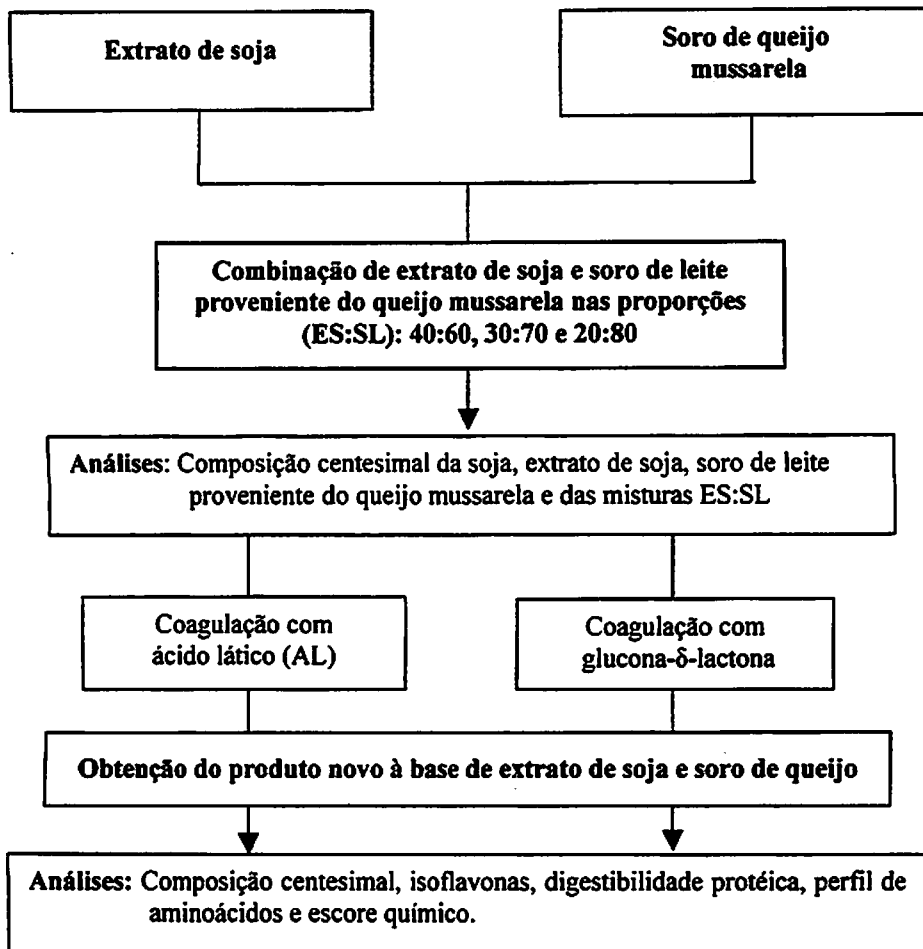 Extrato de soja
Soro de queijo
mussarela
Combinação de extrato de soja e soro de leite
proveniente do queijo mussarela nas proporções
(ES:SL): 40:60, 30:70 e 20:80
Análises: Composição centesimal da soja, extrato de soja, soro de leite
proveniente do queijo mussarela e das misturas ES:SL
Coagulação com
ácido lático (AL)
Coagulação com
glucona-δ-lactona
Obtenção do produto novo à base de extrato de soja e soro de queijo
Análises: Composição centesimal, isoflavonas, digestibilidade protéica, perfil de
aminoácidos e escore químico.